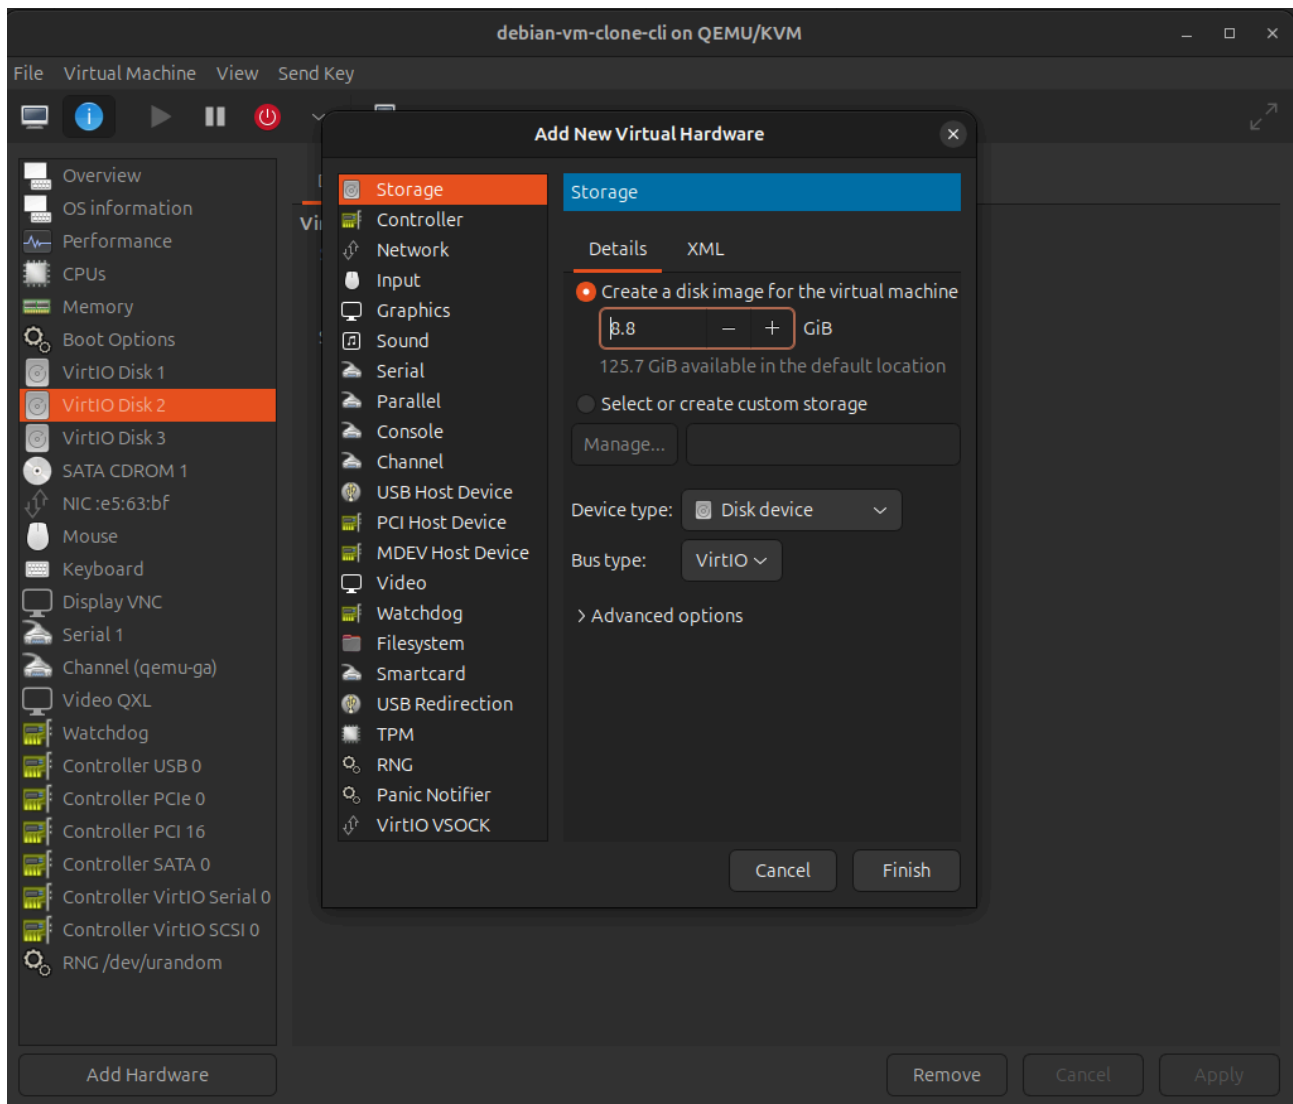 debian-vm-clone-cli on QEMU/KVM
File Virtual Machine View Send Key
Overview
OS information
Performance
CPUs
Memory
Boot Options
VirtIO Disk 1
VirtIO Disk 2
VirtIO Disk 3
SATA CDROM 1
NIC :e5:63:bf
Mouse
Keyboard
Display VNC
Serial 1
Channel (qemu-ga)
Video QXL
Watchdog
Controller USB 0
Controller PCIe 0
Controller PCI 16
Controller SATA 0
Controller VirtIO Serial 0
Controller VirtIO SCSI 0
RNG /dev/urandom
Add Hardware
Add New Virtual Hardware
Storage
Controller
Network
Input
Graphics
Sound
Serial
Parallel
Console
Channel
USB Host Device
PCI Host Device
MDEV Host Device
Video
Watchdog
Filesystem
Smartcard
USB Redirection
TPM
RNG
Panic Notifier
VirtIO VSOCK
Storage
Details XML
Create a disk image for the virtual machine
8.8 − + GiB
125.7 GiB available in the default location
Select or create custom storage
Manage...
Device type: Disk device
Bus type: VirtIO
Advanced options
Cancel Finish
Remove Cancel Apply